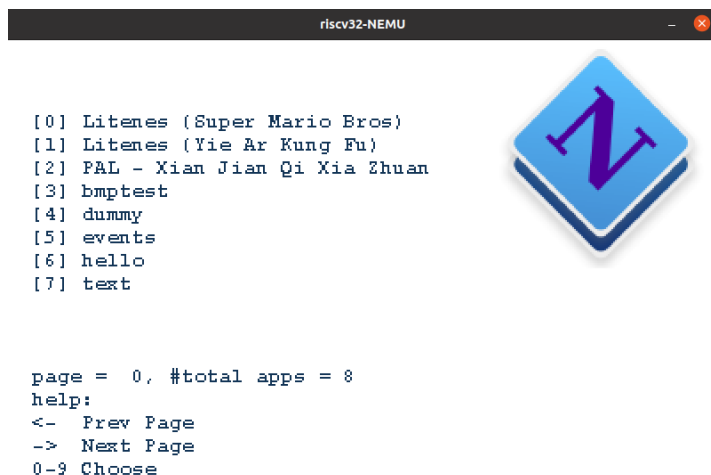 riscv32-NEMU
N
[0] Litenes (Super Mario Bros)
[1] Litenes (Yie Ar Kung Fu)
[2] PAL - Xian Jian Qi Xia Zhuan
[3] bmptest
[4] dummy
[5] events
[6] hello
[7] text
page =  0, #total apps = 8
help:
<-  Prev Page
->  Next Page
0-9 Choose